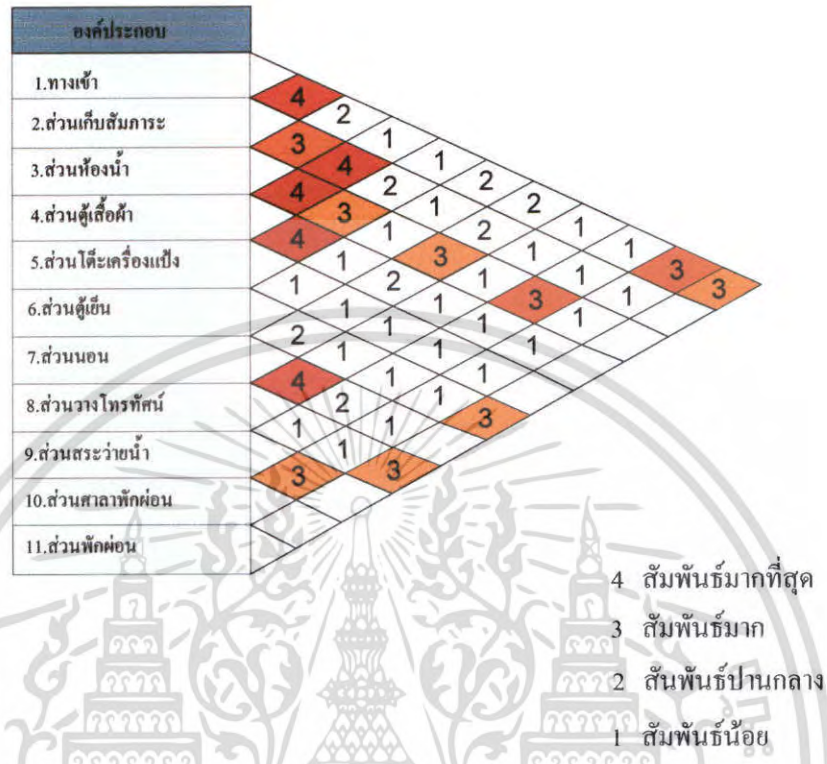 องค์ประกอบ
1.ทางเข้า
4 2 1 1 2 2 1 1 3 3
2.ส่วนเก็บสัมภาระ
3 4 2 1 2 1 1 1
3.ส่วนห้องน้ำ
4 3 1 3 1 3 1
4.ส่วนตู้เสื้อผ้า
4 1 2 1 1 1
5.ส่วนโต๊ะเครื่องแป้ง
1 1 1 1 1
6.ส่วนตู้เย็น
2 1 1 1 3
7.ส่วนนอน
4 2 1
8.ส่วนวางโทรทัศน์
1 1 3
9.ส่วนสระว่ายน้ำ
3
10.ส่วนศาลาพักผ่อน
11.ส่วนพักผ่อน
4 สัมพันธ์มากที่สุด
3 สัมพันธ์มาก
2 สันพันธ์ปานกลาง
1 สัมพันธ์น้อย